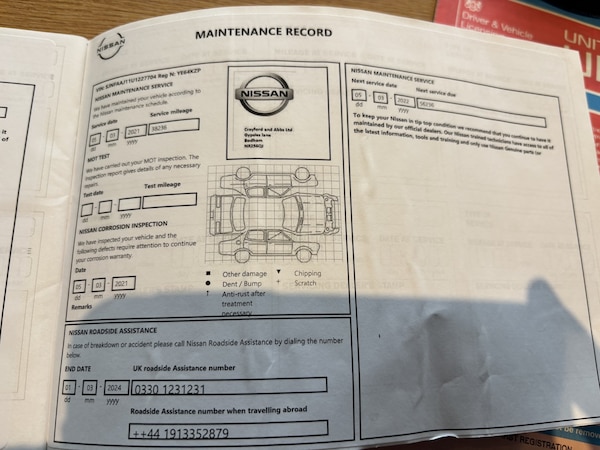 NISSAN
MAINTENANCE RECORD
VIN: SJNFAAJ11U1227704 Reg N: YE64KZP
NISSAN MAINTENANCE SERVICE
We have maintained your vehicle according to
the Nissan maintenance schedule.
Service date Service mileage
05 - 03 - 2021 38236
dd mm yyyy
MOT TEST
We have carried out your MOT inspection. The
inspection report gives details of any necessary
repairs.
Test date Test mileage
dd mm yyyy
NISSAN CORROSION INSPECTION
We have inspected your vehicle and the
following defects require attention to continue
your corrosion warranty
Date
05 - 03 - 2021
dd mm yyyy
Remarks
NISSAN
Crayford and Abbs Ltd
■ Other damage ▼ Chipping
● Dent / Bump † Scratch
↑ Anti-rust after
treatment
necessary
NISSAN ROADSIDE ASSISTANCE
In case of breakdown or accident please call Nissan Roadside Assistance by dialing the number
below.
END DATE UK roadside Assistance number
03 - 2024 0330 1231231
dd mm yyyy
Roadside Assistance number when travelling abroad
++44 1913352879
NISSAN MAINTENANCE SERVICE
Next service date Next service due
05 - 03 - 2022
dd mm yyyy
To keep your Nissan in tip top condition we recommend that you continue to have it
maintained by our official dealers. Our Nissan trained technicians have access to all of
the latest information, tools and training and only use Nissan Genuine parts
Driver & Vehicle
UNIT
be remov
REGISTRATION